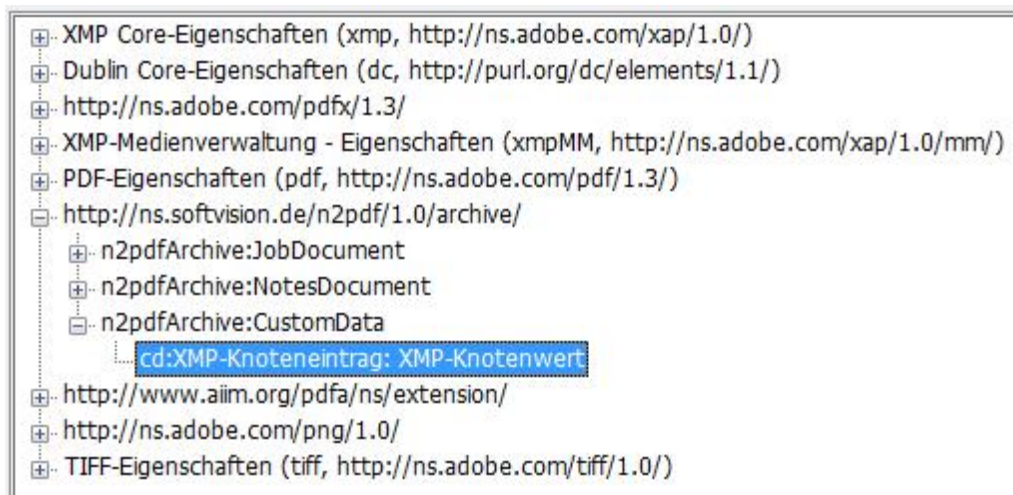 XMP Core-Eigenschaften (xmp, http://ns.adobe.com/xap/1.0/)
Dublin Core-Eigenschaften (dc, http://purl.org/dc/elements/1.1/)
http://ns.adobe.com/pdfx/1.3/
XMP-Medienverwaltung - Eigenschaften (xmpMM, http://ns.adobe.com/xap/1.0/mm/)
PDF-Eigenschaften (pdf, http://ns.adobe.com/pdf/1.3/)
http://ns.softvision.de/n2pdf/1.0/archive/
n2pdfArchive:JobDocument
n2pdfArchive:NotesDocument
n2pdfArchive:CustomData
cd:XMP-Knoteneintrag: XMP-Knotenwert
http://www.aiim.org/pdfa/ns/extension/
http://ns.adobe.com/png/1.0/
TIFF-Eigenschaften (tiff, http://ns.adobe.com/tiff/1.0/)